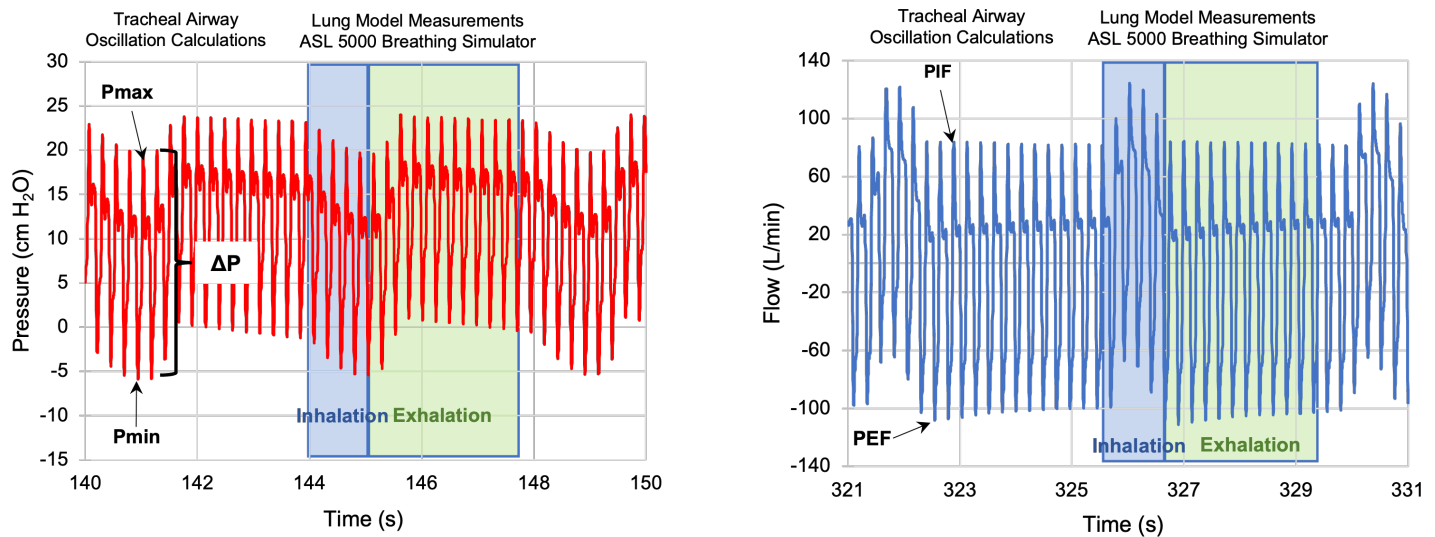 Tracheal Airway
Oscillation Calculations
Lung Model Measurements
ASL 5000 Breathing Simulator
30
25
20
15
10
5
0
-5
-10
-15
Pressure (cm H₂O)
Pmax
ΔP
Pmin
Inhalation
Exhalation
140
142
144
146
148
150
Time (s)
Tracheal Airway
Oscillation Calculations
Lung Model Measurements
ASL 5000 Breathing Simulator
140
100
60
20
-20
-60
-100
-140
Flow (L/min)
PIF
PEF
Inhalation
Exhalation
321
323
325
327
329
331
Time (s)